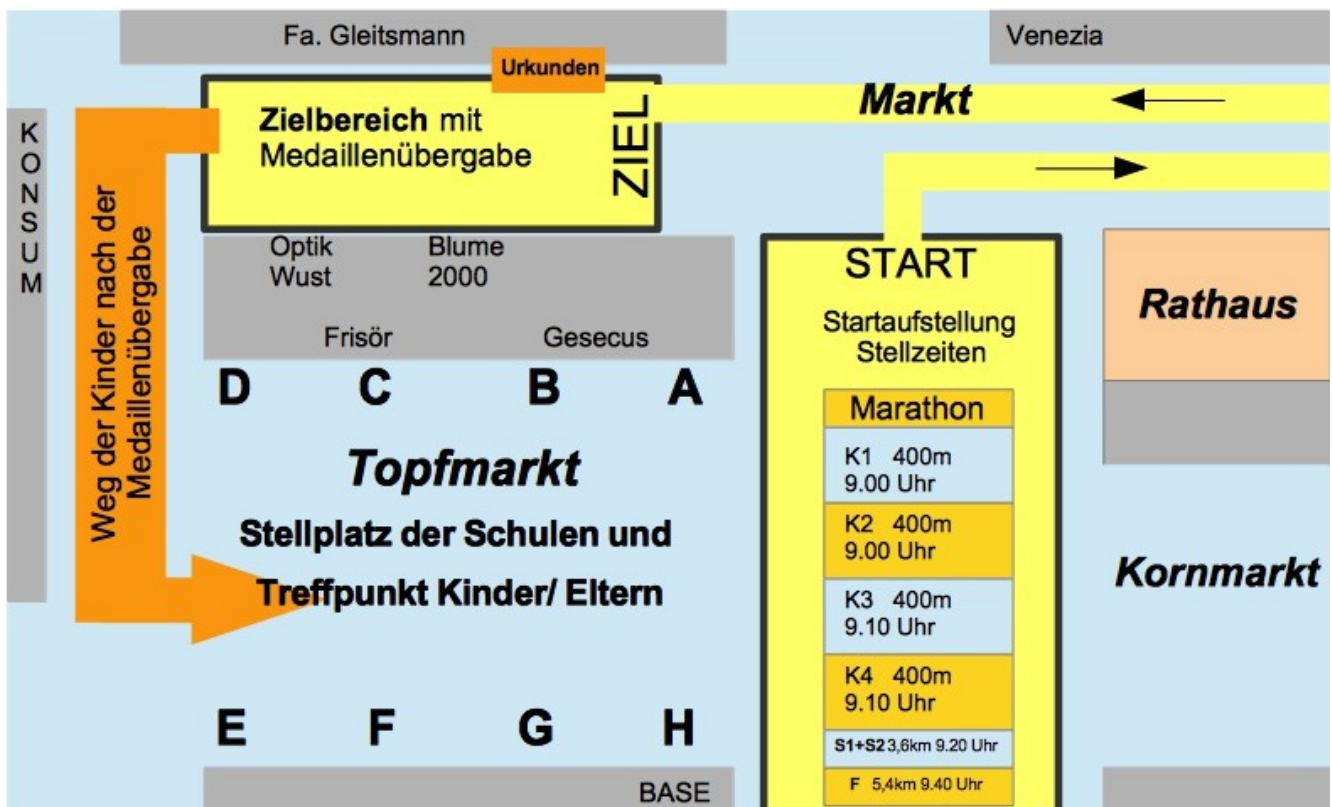 Fa. Gleitsmann
Venezia
Urkunden
Markt
KONSUM
Zielbereich mit
Medaillenübergabe
ZIEL
Weg der Kinder nach der
Medaillenübergabe
Optik Blume
Wust 2000
Frisör Gesecus
START
Startaufstellung
Stellzeiten
Rathaus
D C B A
Marathon
K1 400m
9.00 Uhr
K2 400m
9.00 Uhr
K3 400m
9.10 Uhr
K4 400m
9.10 Uhr
S1+S2 3,6km 9.20 Uhr
F 5,4km 9.40 Uhr
Topfmarkt
Stellplatz der Schulen und
Treffpunkt Kinder/ Eltern
Kornmarkt
E F G H
BASE